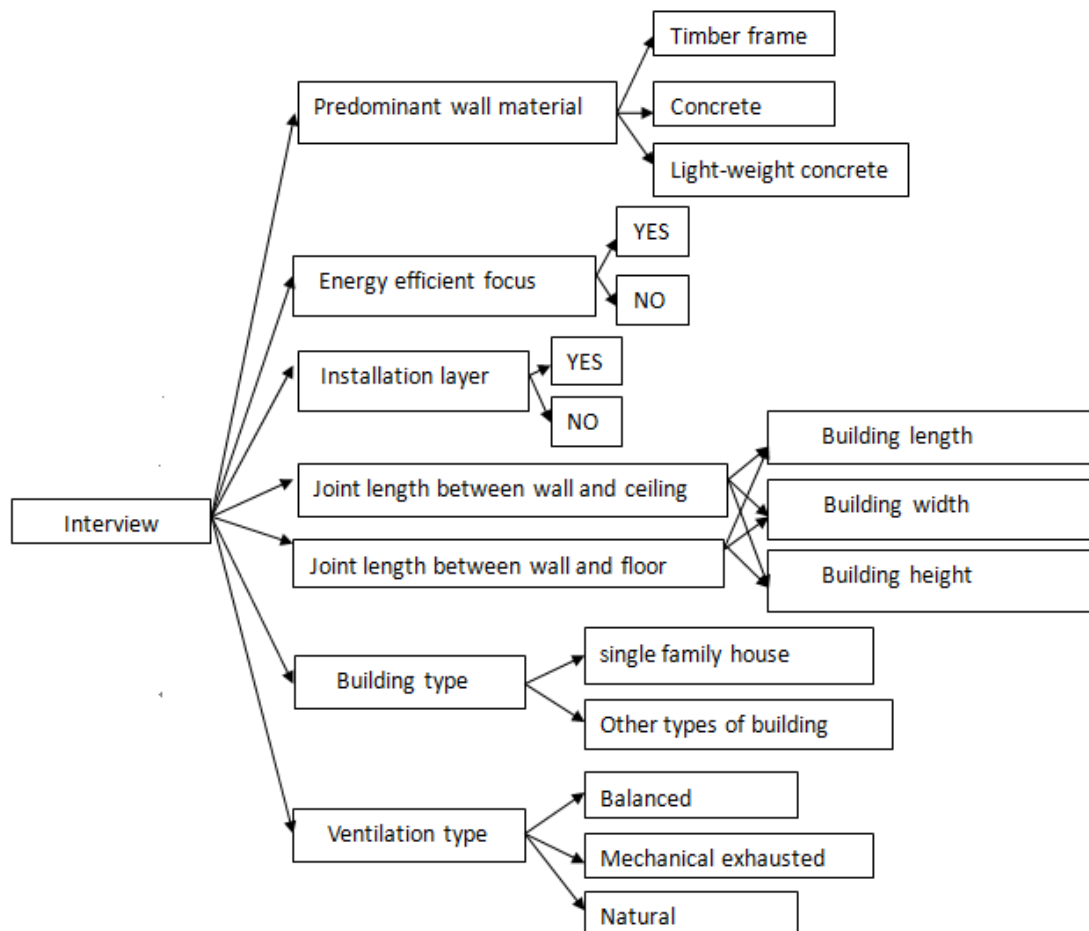 Timber frame
Predominant wall material
Concrete
Light-weight concrete
YES
Energy efficient focus
NO
YES
Installation layer
NO
Building length
Joint length between wall and ceiling
Building width
Interview
Joint length between wall and floor
Building height
single family house
Building type
Other types of building
Balanced
Ventilation type
Mechanical exhausted
Natural